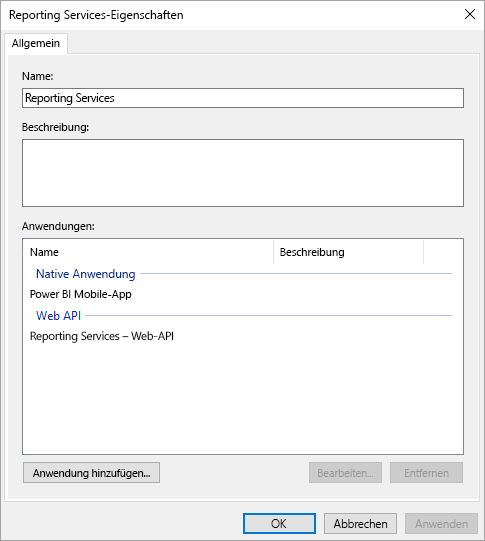 Reporting Services-Eigenschaften
Allgemein
Name:
Reporting Services
Beschreibung:
Anwendungen:
Name Beschreibung
Native Anwendung
Power BI Mobile-App
Web API
Reporting Services – Web-API
Anwendung hinzufügen... Bearbeiten... Entfernen
OK Abbrechen Anwenden